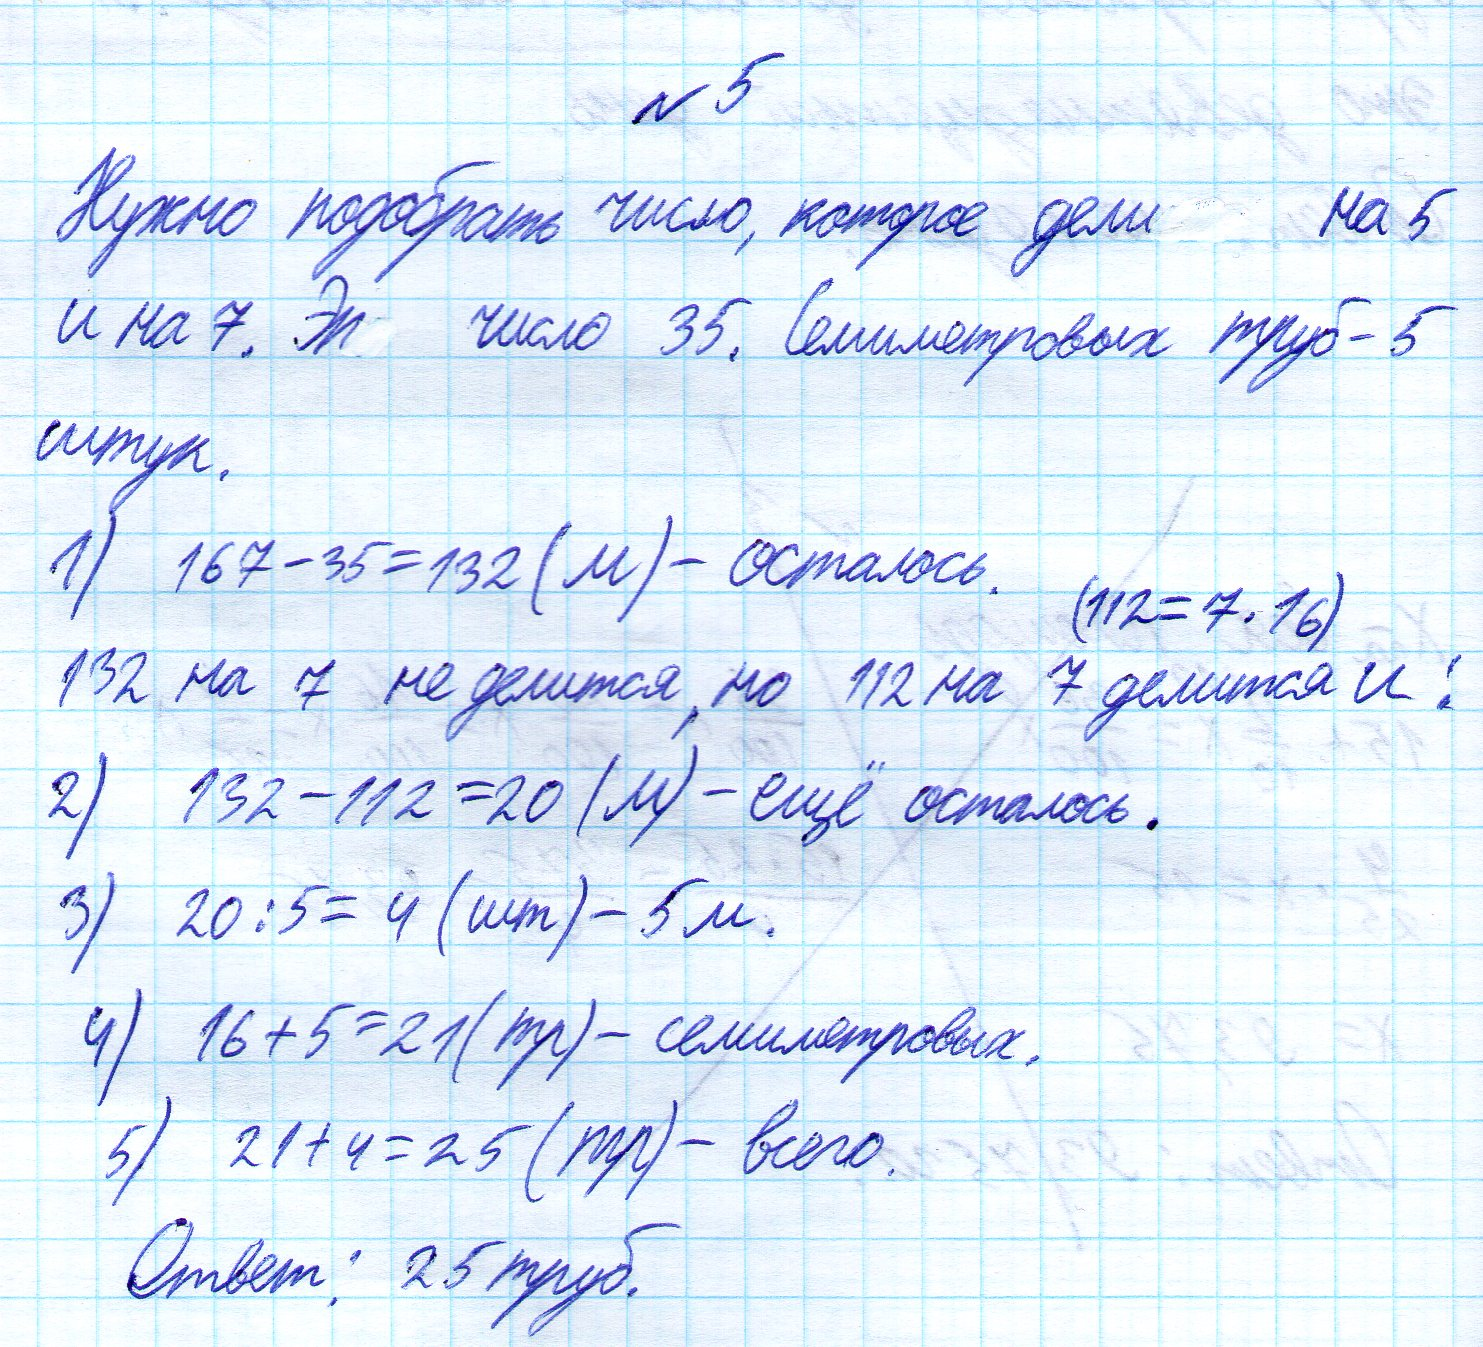 №5
Нужно подобрать число, которое дели на 5
и на 7. Эт число 35. Семиметровых труб - 5
штук.
1) 167-35=132(м) - осталось.
(112=7·16)
132 на 7 не делится, но 112 на 7 делится и:
2) 132-112=20(м) - ещё осталось.
3) 20:5=4(шт) - 5м.
4) 16+5=21(тр) - семиметровых.
5) 21+4=25(тр) - всего.
Ответ: 25 труб.